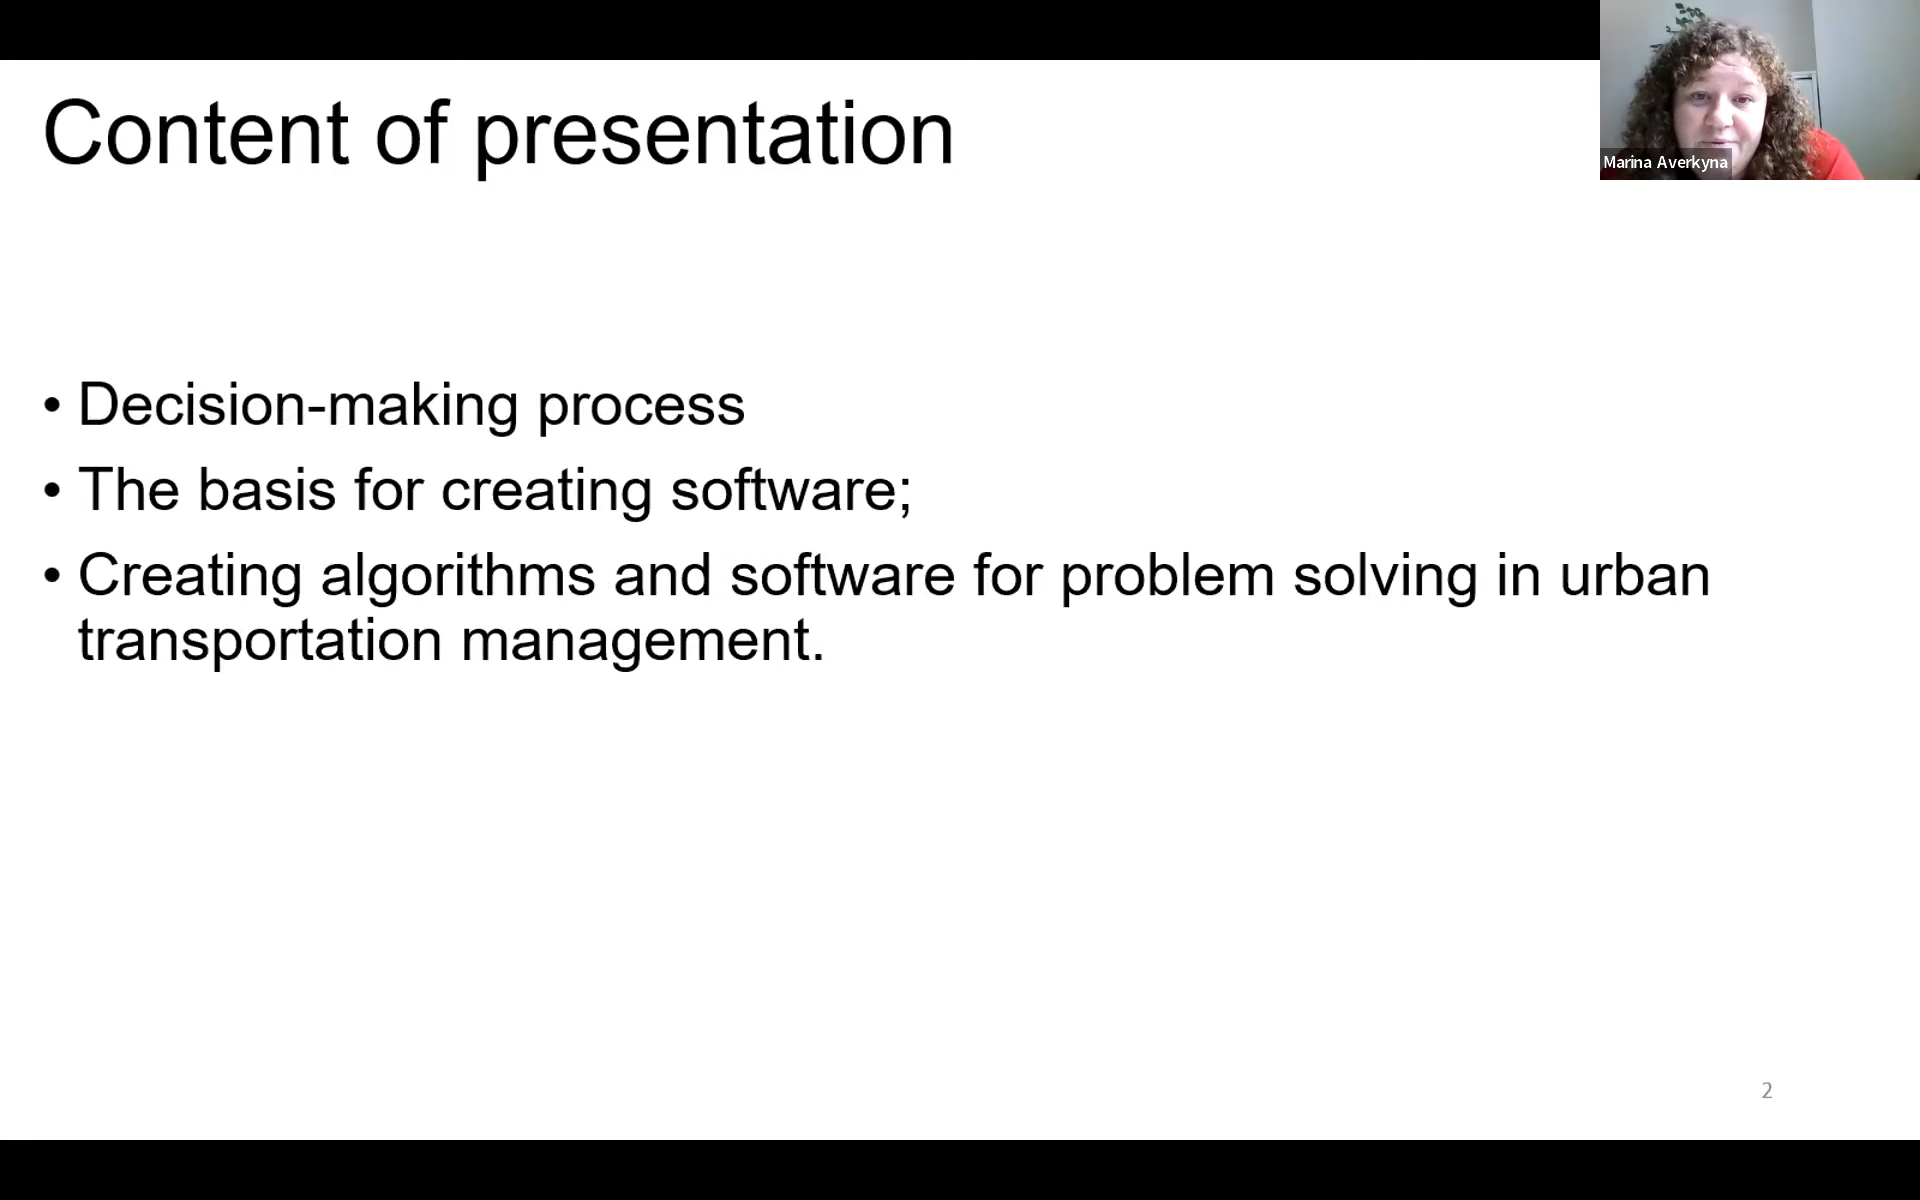 Content of presentation
Marina Averkyna
• Decision-making process
• The basis for creating software;
• Creating algorithms and software for problem solving in urban
transportation management.
2